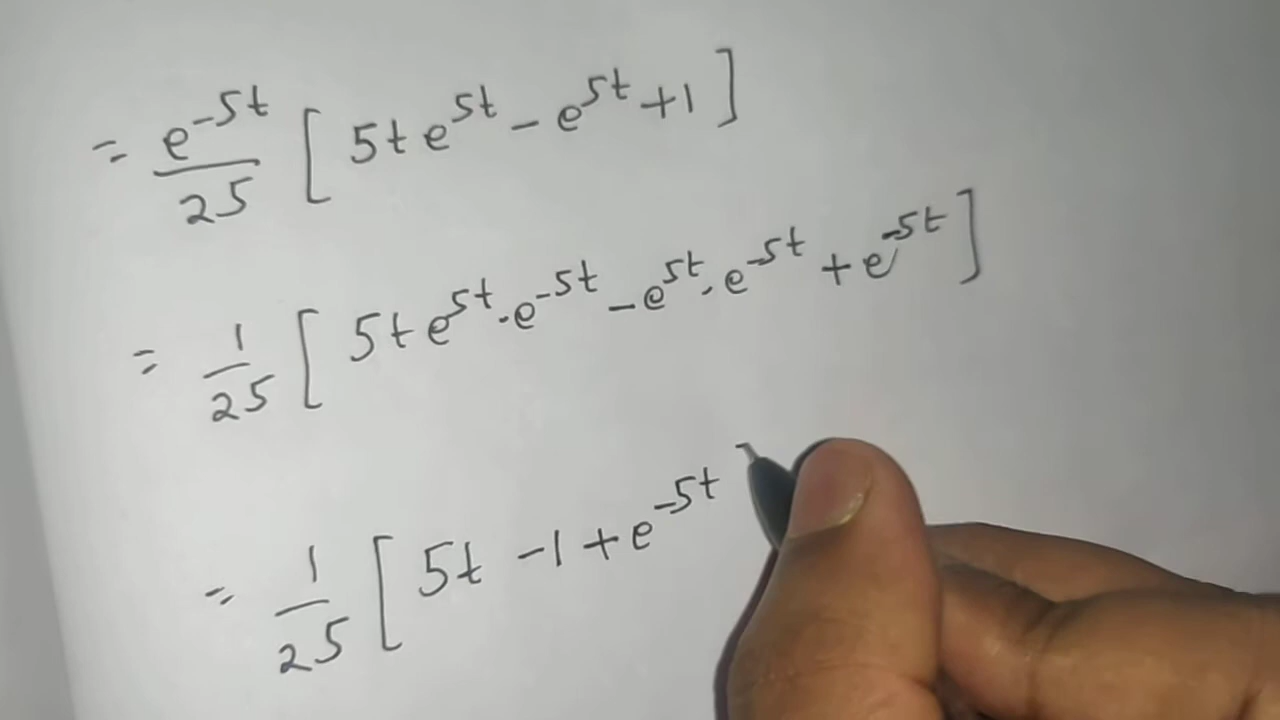 = e^{-5t}/25 [ 5t e^{5t} - e^{5t} + 1 ]
= 1/25 [ 5t e^{5t} . e^{-5t} - e^{5t} . e^{-5t} + e^{-5t} ]
= 1/25 [ 5t - 1 + e^{-5t}